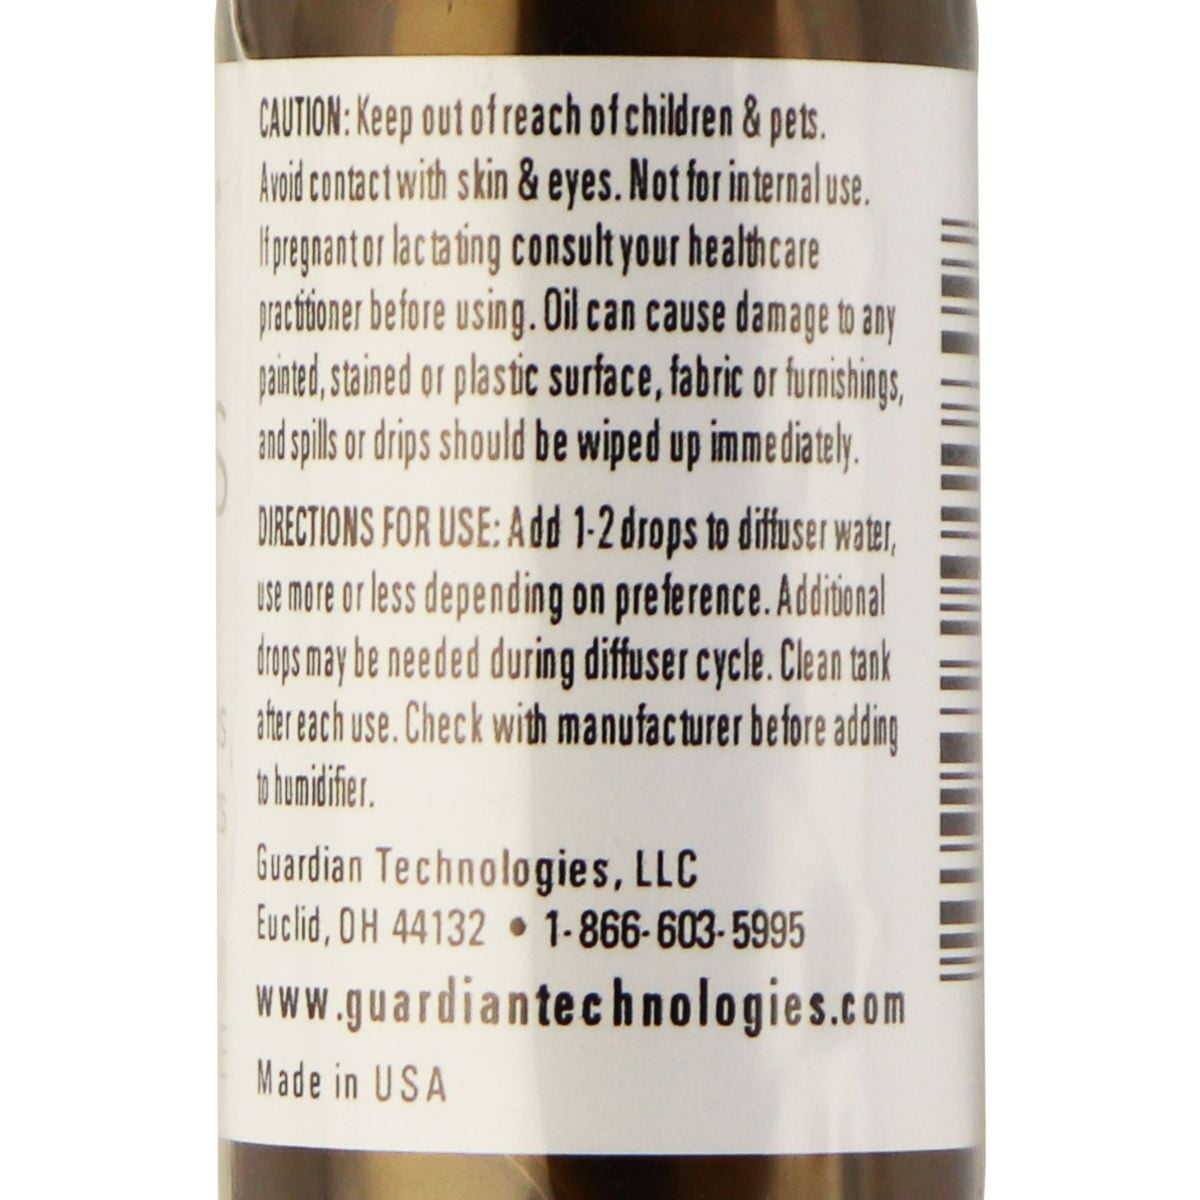 CAUTION: Keep out of reach of children & pets.
Avoid contact with skin & eyes. Not for internal use.
If pregnant or lactating consult your healthcare
practitioner before using. Oil can cause damage to any
painted, stained or plastic surface, fabric or furnishings,
and spills or drips should be wiped up immediately.
DIRECTIONS FOR USE: Add 1-2 drops to diffuser water,
use more or less depending on preference. Additional
drops may be needed during diffuser cycle. Clean tank
after each use. Check with manufacturer before adding
to humidifier.
Guardian Technologies, LLC
Euclid, OH 44132 • 1-866-603-5995
www.guardiantechnologies.com
Made in USA